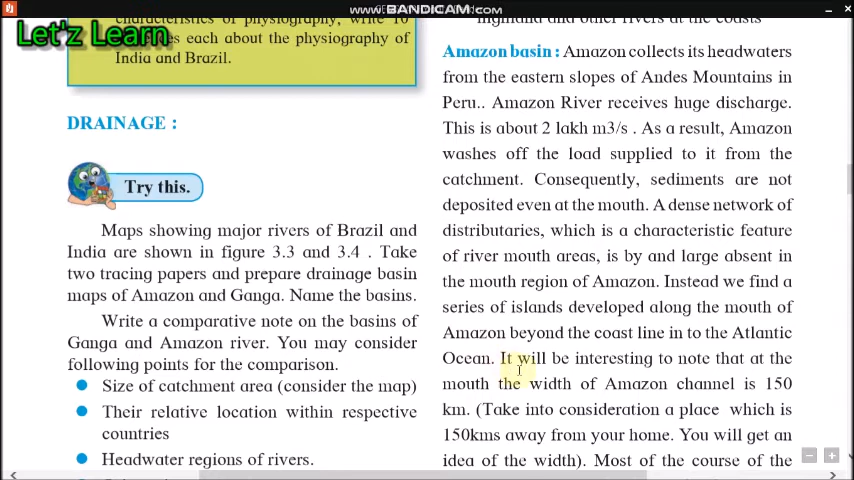 www.BANDICAM.com
Let'z Learn
characteristics of physiography, write 10
each about the physiography of
India and Brazil.
DRAINAGE :
Try this.
Maps showing major rivers of Brazil and
India are shown in figure 3.3 and 3.4 . Take
two tracing papers and prepare drainage basin
maps of Amazon and Ganga. Name the basins.
Write a comparative note on the basins of
Ganga and Amazon river. You may consider
following points for the comparison.
● Size of catchment area (consider the map)
● Their relative location within respective
countries
● Headwater regions of rivers.
highland and other rivers at the coasts
Amazon basin : Amazon collects its headwaters
from the eastern slopes of Andes Mountains in
Peru.. Amazon River receives huge discharge.
This is about 2 lakh m3/s . As a result, Amazon
washes off the load supplied to it from the
catchment. Consequently, sediments are not
deposited even at the mouth. A dense network of
distributaries, which is a characteristic feature
of river mouth areas, is by and large absent in
the mouth region of Amazon. Instead we find a
series of islands developed along the mouth of
Amazon beyond the coast line in to the Atlantic
Ocean. It will be interesting to note that at the
mouth the width of Amazon channel is 150
km. (Take into consideration a place which is
150kms away from your home. You will get an
idea of the width). Most of the course of the